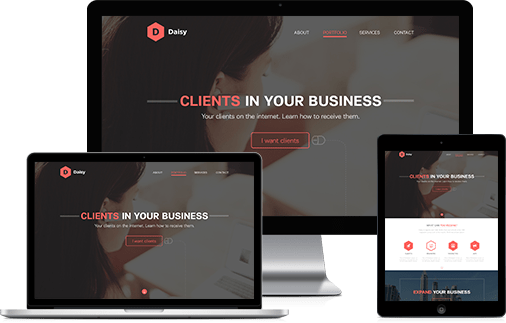 D Daisy
ABOUT PORTFOLIO SERVICES CONTACT
CLIENTS IN YOUR BUSINESS
Your clients on the internet. Learn how to receive them.
I want clients
D Daisy
ABOUT PORTFOLIO SERVICES CONTACT
CLIENTS IN YOUR BUSINESS
Your clients on the internet. Learn how to receive them.
I want clients
Daisy
CLIENTS IN YOUR BUSINESS
EXPAND YOUR BUSINESS